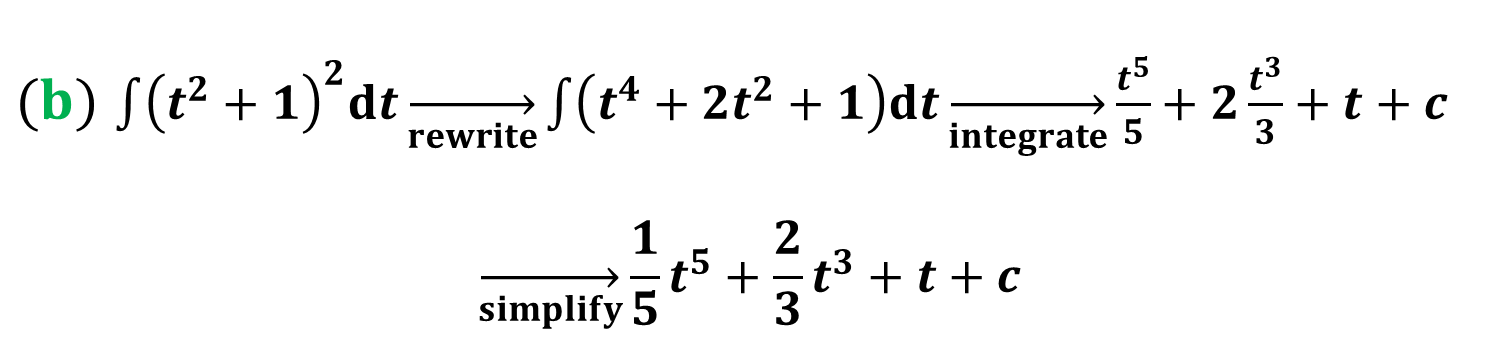 (b) ∫(t² + 1)² dt →rewrite ∫(t⁴ + 2t² + 1)dt →integrate t⁵/5 + 2 t³/3 + t + c
→simplify 1/5 t⁵ + 2/3 t³ + t + c